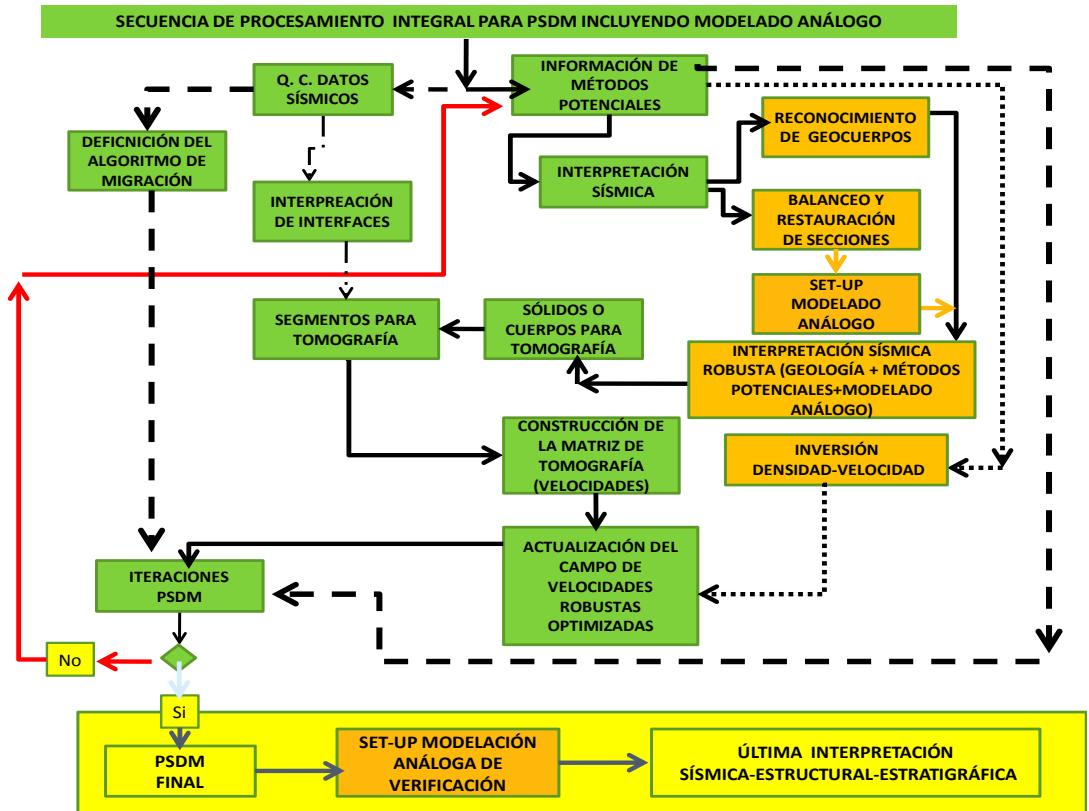 SECUENCIA DE PROCESAMIENTO INTEGRAL PARA PSDM INCLUYENDO MODELADO ANÁLOGO
Q. C. DATOS
SÍSMICOS
INFORMACIÓN DE
MÉTODOS
POTENCIALES
RECONOCIMIENTO
DE GEOCUERPOS
DEFICNICIÓN DEL
ALGORITMO DE
MIGRACIÓN
INTERPREACIÓN
DE INTERFACES
INTERPRETACIÓN
SÍSMICA
BALANCEO Y
RESTAURACIÓN
DE SECCIONES
SET-UP
MODELADO
ANÁLOGO
SEGMENTOS PARA
TOMOGRAFÍA
SÓLIDOS O
CUERPOS PARA
TOMOGRAFÍA
INTERPRETACIÓN SÍSMICA
ROBUSTA (GEOLOGÍA + MÉTODOS
POTENCIALES+MODELADO
ANÁLOGO)
CONSTRUCCIÓN DE
LA MATRIZ DE
TOMOGRAFÍA
(VELOCIDADES)
INVERSIÓN
DENSIDAD-VELOCIDAD
ACTUALIZACIÓN DEL
CAMPO DE
VELOCIDADES
ROBUSTAS
OPTIMIZADAS
ITERACIONES
PSDM
No
Si
PSDM
FINAL
SET-UP MODELACIÓN
ANÁLOGA DE
VERIFICACIÓN
ÚLTIMA INTERPRETACIÓN
SÍSMICA-ESTRUCTURAL-ESTRATIGRÁFICA